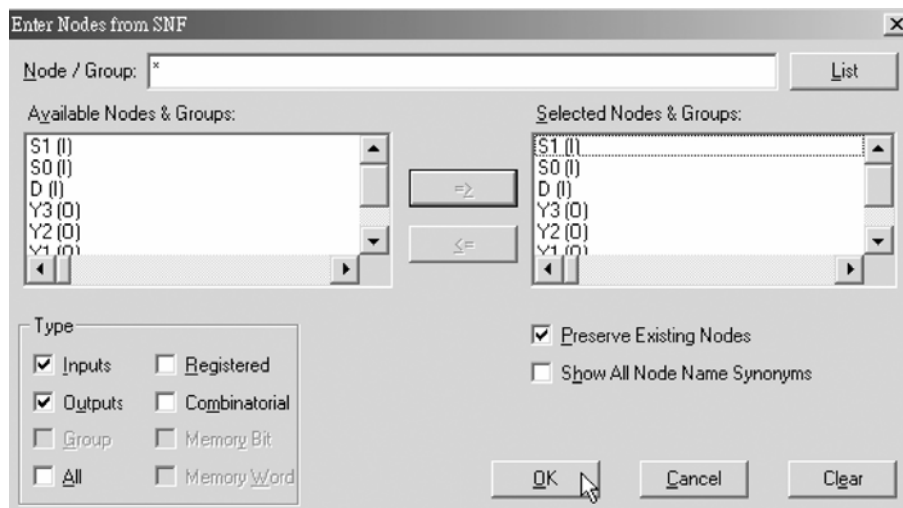 Enter Nodes from SNF
Node / Group: *
List
Available Nodes & Groups:
S1 (I)
S0 (I)
D (I)
Y3 (O)
Y2 (O)
Y1 (O)
=>
<=
Selected Nodes & Groups:
S1 (I)
S0 (I)
D (I)
Y3 (O)
Y2 (O)
Y1 (O)
Type
Inputs
Registered
Outputs
Combinatorial
Group
Memory Bit
All
Memory Word
Preserve Existing Nodes
Show All Node Name Synonyms
OK
Cancel
Clear